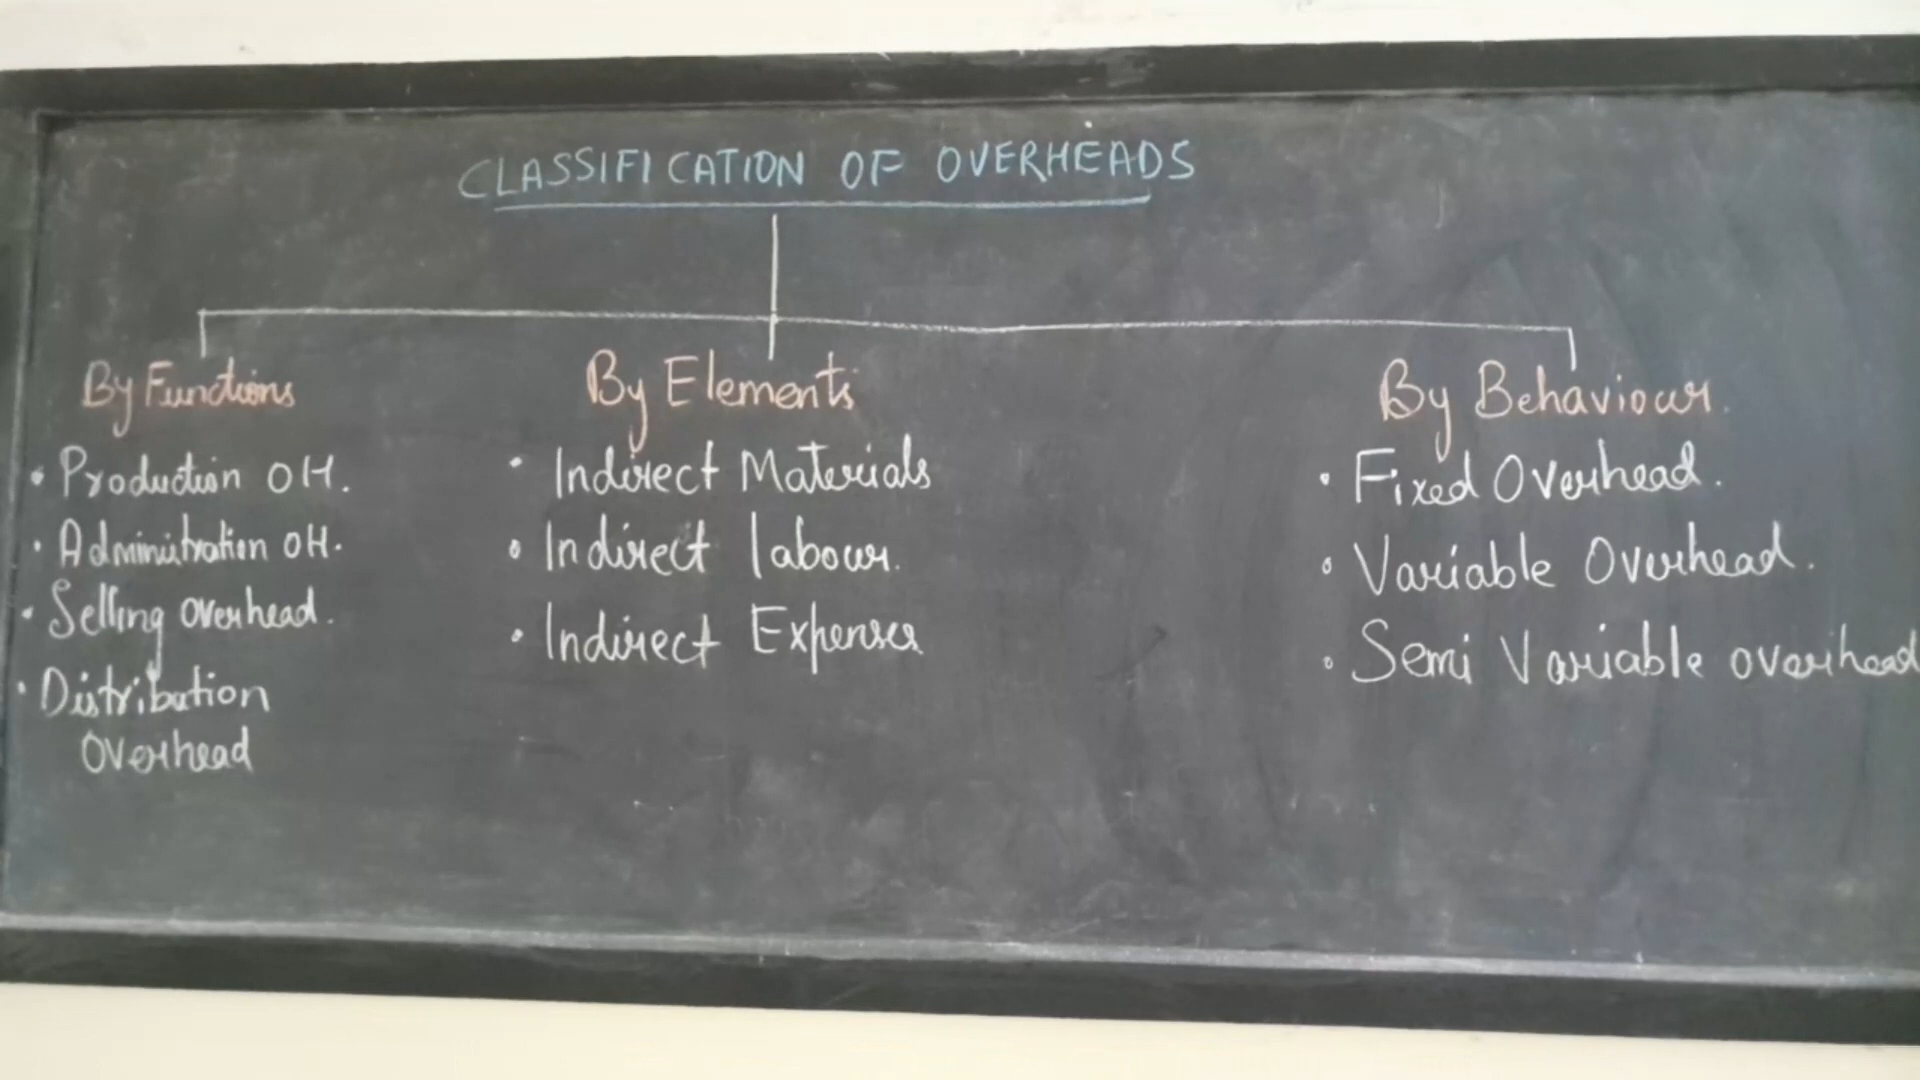 CLASSIFICATION OF OVERHEADS
By Functions
• Production OH.
• Administration OH.
• Selling overhead.
• Distribution
Overhead
By Elements
• Indirect Materials
• Indirect labour.
• Indirect Expenses
By Behaviour.
• Fixed Overhead.
• Variable Overhead.
• Semi Variable overhead